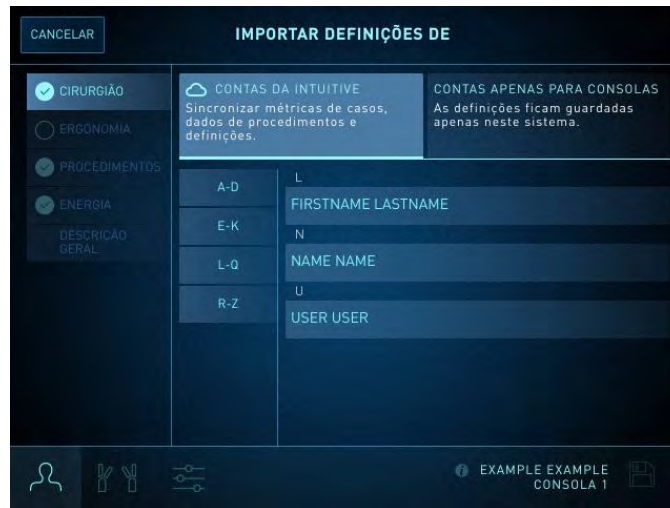 CANCELAR
IMPORTAR DEFINIÇÕES DE
CIRURGIÃO
ERGONOMIA
PROCEDIMENTOS
ENERGIA
DESCRIÇÃO
GERAL
CONTAS DA INTUITIVE
Sincronizar métricas de casos,
dados de procedimentos e
definições.
CONTAS APENAS PARA CONSOLAS
As definições ficam guardadas
apenas neste sistema.
A-D
E-K
L-Q
R-Z
L
FIRSTNAME LASTNAME
N
NAME NAME
U
USER USER
EXAMPLE EXAMPLE
CONSOLA 1